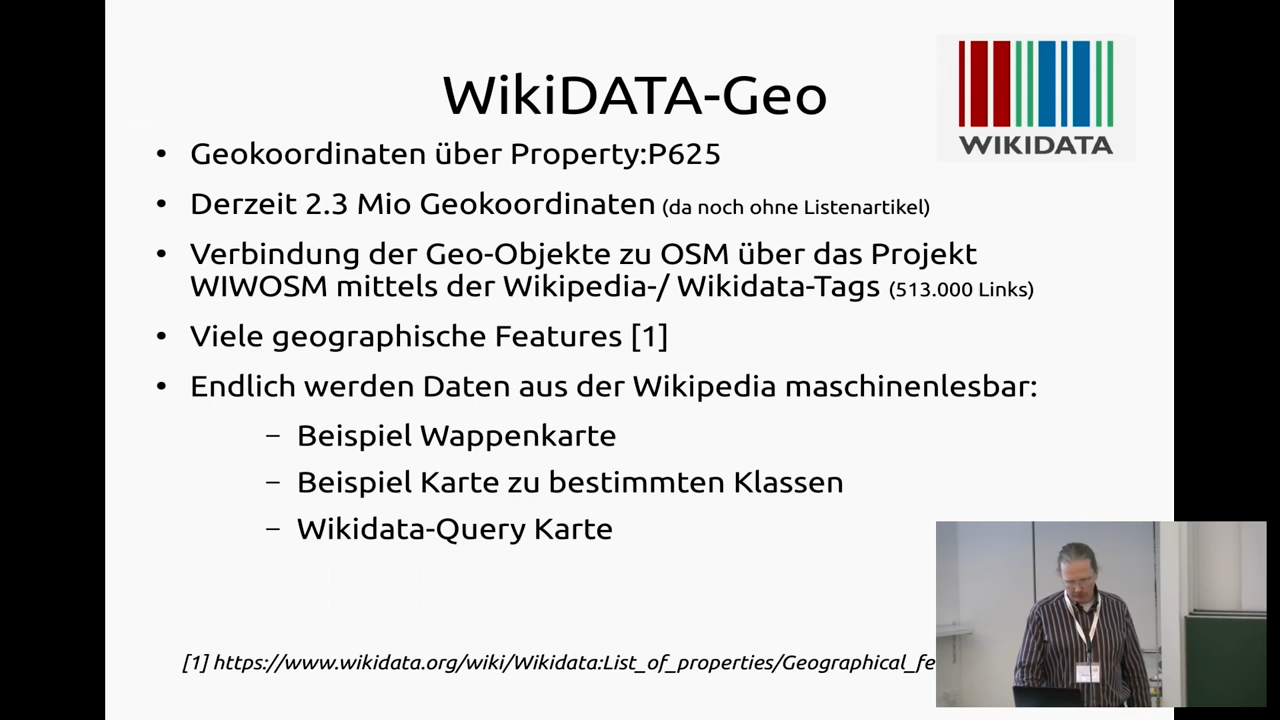 WikiDATA-Geo
WIKIDATA
• Geokoordinaten über Property:P625
• Derzeit 2.3 Mio Geokoordinaten (da noch ohne Listenartikel)
• Verbindung der Geo-Objekte zu OSM über das Projekt
WIWOSM mittels der Wikipedia-/ Wikidata-Tags (513.000 Links)
• Viele geographische Features [1]
• Endlich werden Daten aus der Wikipedia maschinenlesbar:
– Beispiel Wappenkarte
– Beispiel Karte zu bestimmten Klassen
– Wikidata-Query Karte
[1] https://www.wikidata.org/wiki/Wikidata:List_of_properties/Geographical_fe